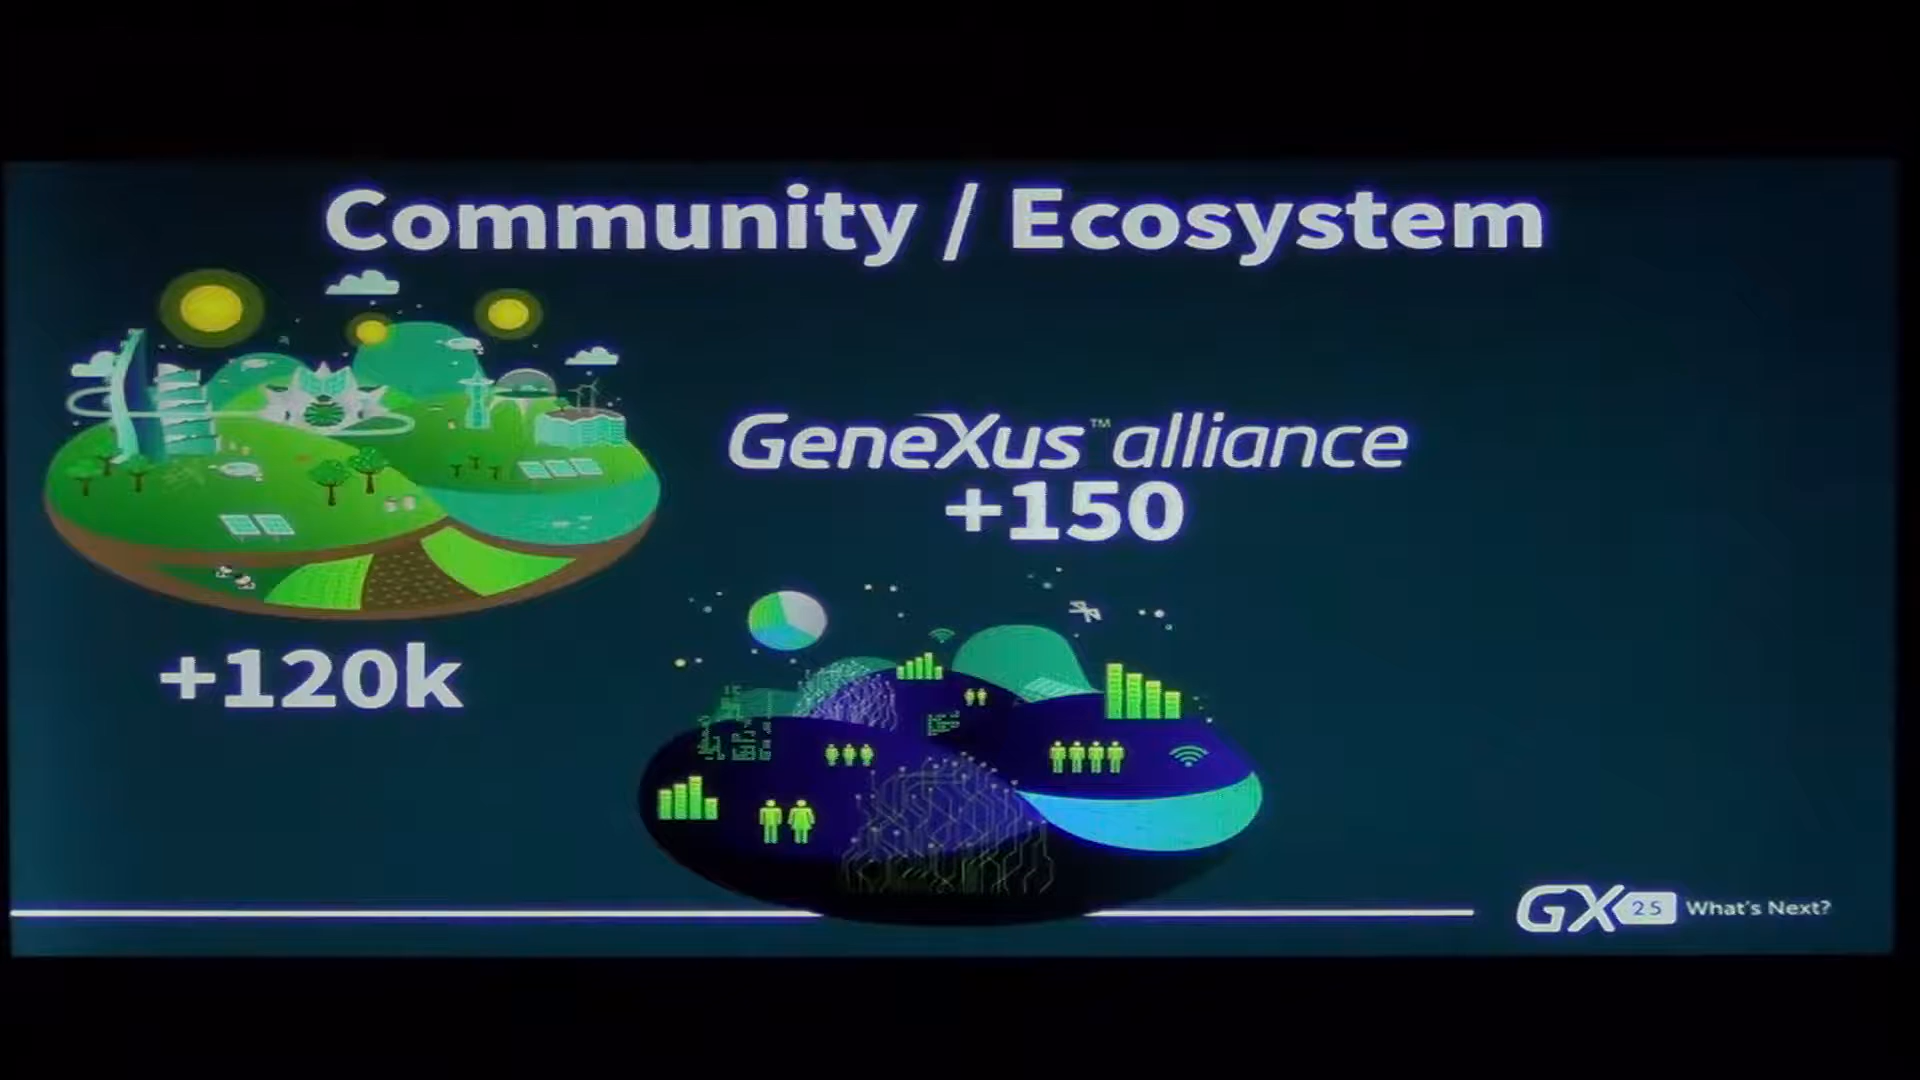 Community / Ecosystem
GeneXus™ alliance
+150
+120k
GX 25 What's Next?